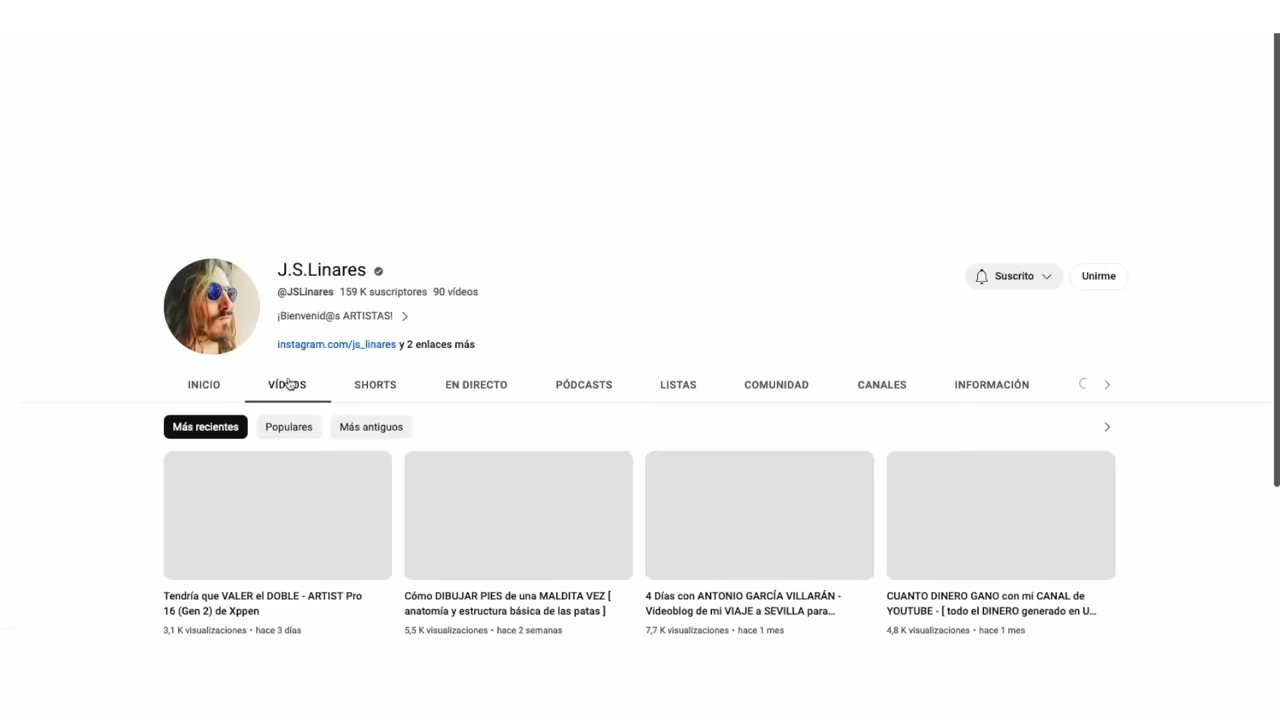 J.S.Linares
@JSLinares 159 K suscriptores 90 vídeos
¡Bienvenid@s ARTISTAS!
instagram.com/js_linares y 2 enlaces más
Suscrito
Unirme
INICIO VÍDEOS SHORTS EN DIRECTO PÓDCASTS LISTAS COMUNIDAD CANALES INFORMACIÓN
Más recientes Populares Más antiguos
Tendría que VALER el DOBLE - ARTIST Pro
16 (Gen 2) de Xppen
3,1 K visualizaciones • hace 3 días
Cómo DIBUJAR PIES de una MALDITA VEZ [
anatomía y estructura básica de las patas ]
5,5 K visualizaciones • hace 2 semanas
4 Días con ANTONIO GARCÍA VILLARÁN -
Videoblog de mi VIAJE a SEVILLA para...
7,7 K visualizaciones • hace 1 mes
CUANTO DINERO GANO con mi CANAL de
YOUTUBE - [ todo el DINERO generado en U...
4,8 K visualizaciones • hace 1 mes